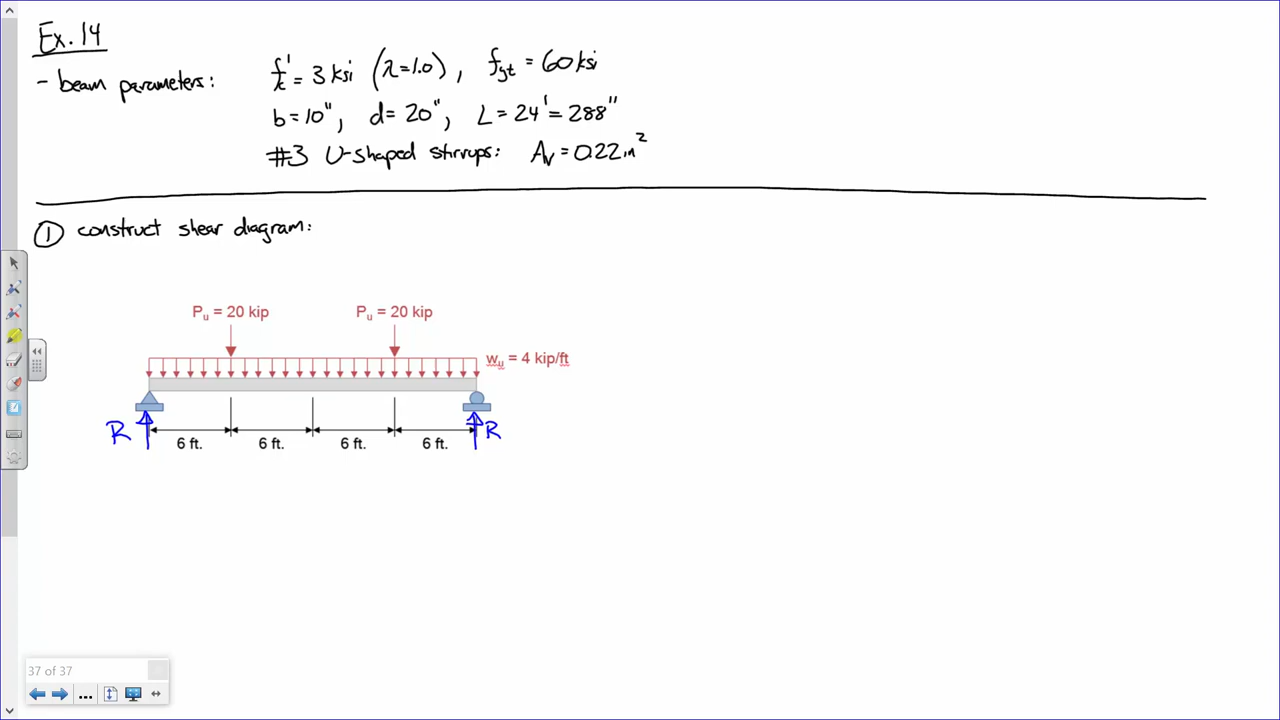 Ex. 14
- beam parameters: f'c = 3 ksi (λ=1.0), fyt = 60 ksi
b = 10", d = 20", L = 24' = 288"
#3 U-shaped stirrups: Av = 0.22 in²
① construct shear diagram:
Pu = 20 kip Pu = 20 kip
wu = 4 kip/ft
R R
6 ft. 6 ft. 6 ft. 6 ft.
37 of 37
...